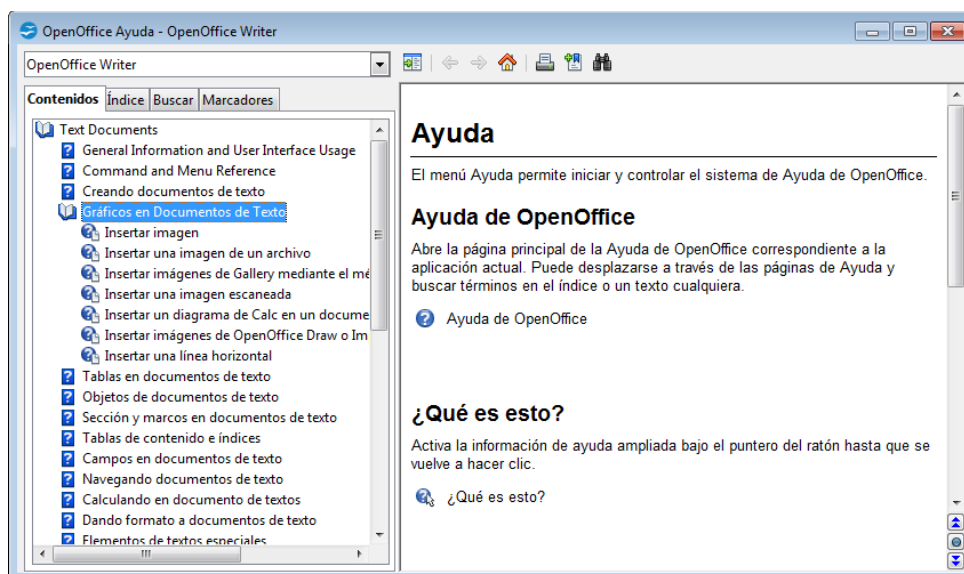 OpenOffice Ayuda - OpenOffice Writer
OpenOffice Writer
Contenidos Índice Buscar Marcadores
Text Documents
General Information and User Interface Usage
Command and Menu Reference
Creando documentos de texto
Gráficos en Documentos de Texto
Insertar imagen
Insertar una imagen de un archivo
Insertar imágenes de Gallery mediante el mé
Insertar una imagen escaneada
Insertar un diagrama de Calc en un docume
Insertar imágenes de OpenOffice Draw o Im
Insertar una línea horizontal
Tablas en documentos de texto
Objetos de documentos de texto
Sección y marcos en documentos de texto
Tablas de contenido e índices
Campos en documentos de texto
Navegando documentos de texto
Calculando en documento de textos
Dando formato a documentos de texto
Elementos de textos especiales
Ayuda
El menú Ayuda permite iniciar y controlar el sistema de Ayuda de OpenOffice.
Ayuda de OpenOffice
Abre la página principal de la Ayuda de OpenOffice correspondiente a la
aplicación actual. Puede desplazarse a través de las páginas de Ayuda y
buscar términos en el índice o un texto cualquiera.
Ayuda de OpenOffice
¿Qué es esto?
Activa la información de ayuda ampliada bajo el puntero del ratón hasta que se
vuelve a hacer clic.
¿Qué es esto?